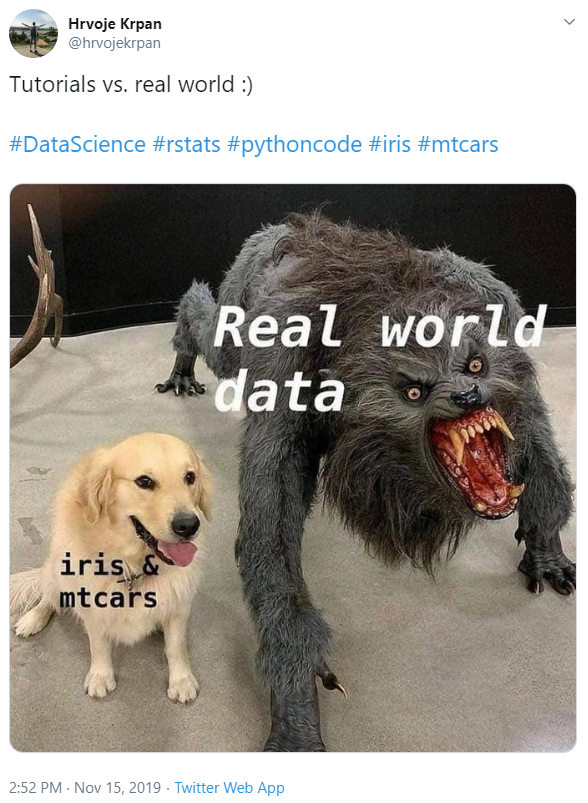 Hrvoje Krpan
@hrvojekrpan
Tutorials vs. real world :)
#DataScience #rstats #pythoncode #iris #mtcars
Real world
data
iris &
mtcars
2:52 PM · Nov 15, 2019 · Twitter Web App